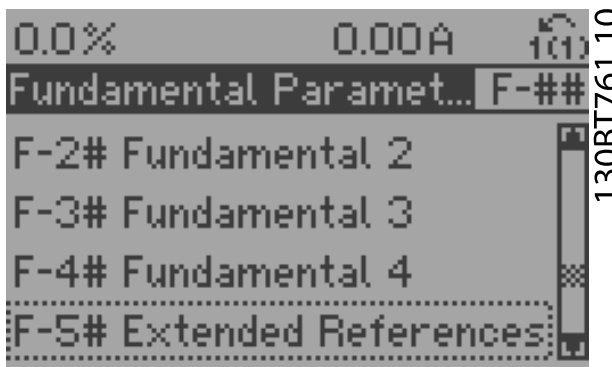 0.0% 0.00A 1(1)
Fundamental Paramet... F-##
F-2# Fundamental 2
F-3# Fundamental 3
F-4# Fundamental 4
F-5# Extended References
130BT761.10